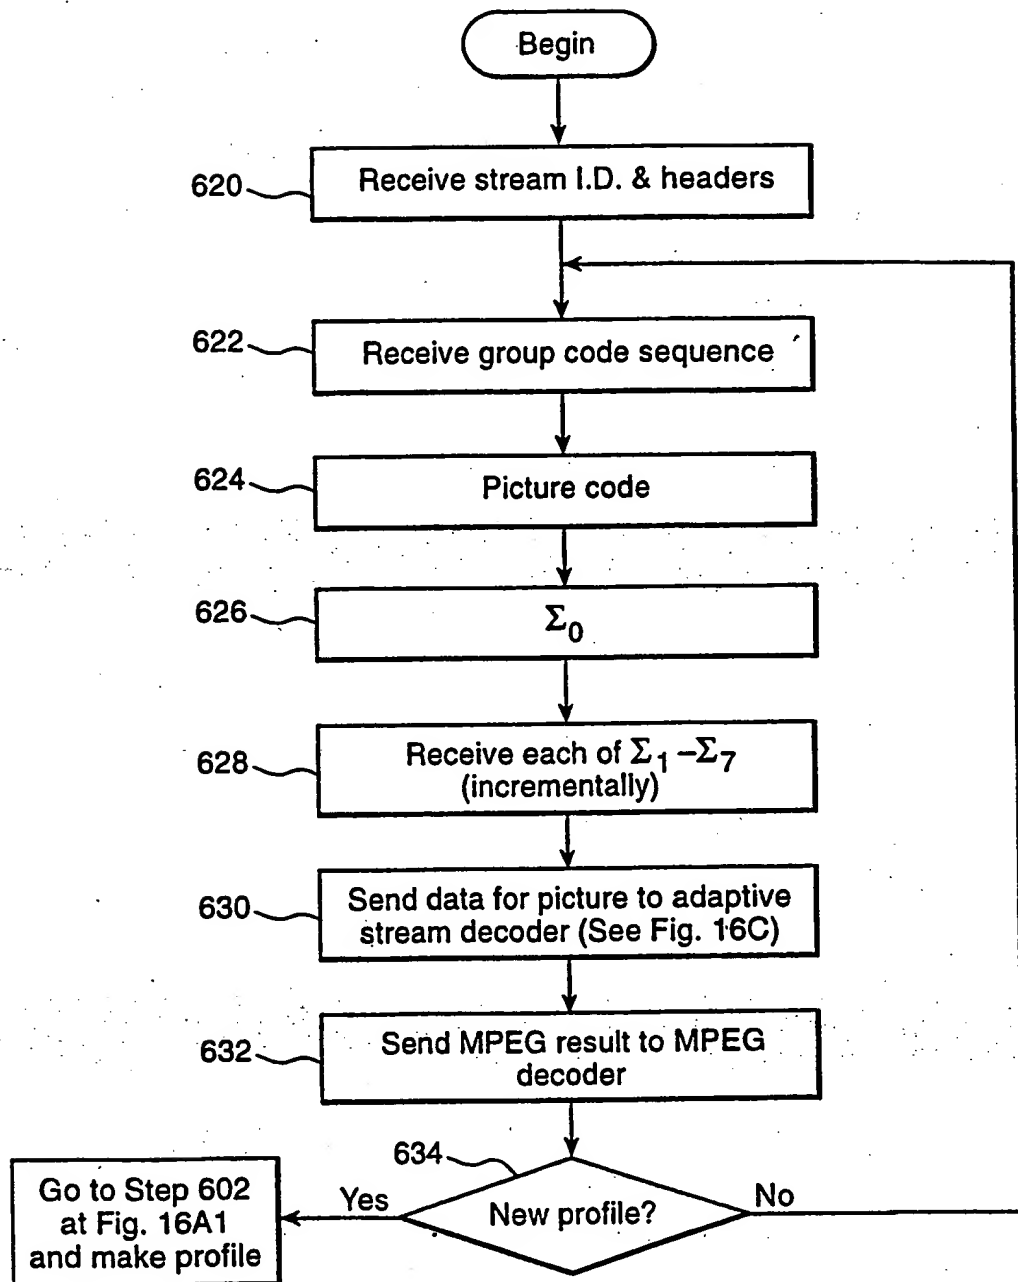 Begin
620
Receive stream I.D. & headers
622
Receive group code sequence
624
Picture code
626
Σ0
628
Receive each of Σ1 –Σ7
(incrementally)
630
Send data for picture to adaptive
stream decoder (See Fig. 16C)
632
Send MPEG result to MPEG
decoder
634
New profile?
Yes
No
Go to Step 602
at Fig. 16A1
and make profile